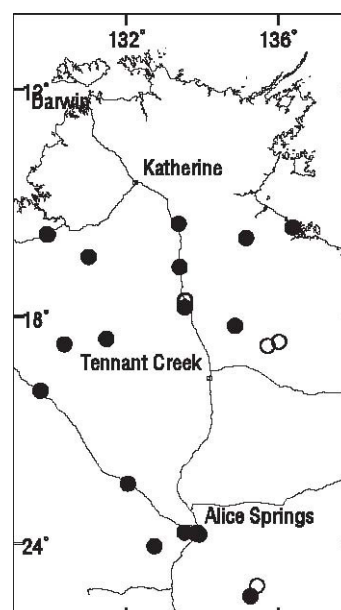 132° 136°
12°
Darwin
Katherine
18°
Tennant Creek
Alice Springs
24°